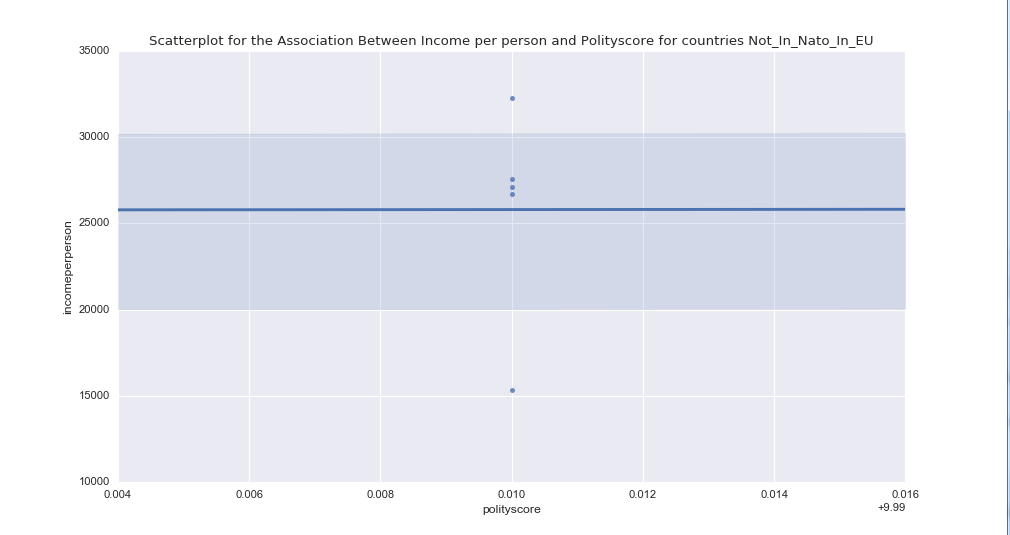 Scatterplot for the Association Between Income per person and Polityscore for countries Not_In_Nato_In_EU
35000
30000
25000
20000
15000
10000
incomeperperson
0.004 0.006 0.008 0.010 0.012 0.014 0.016
+9.99
polityscore